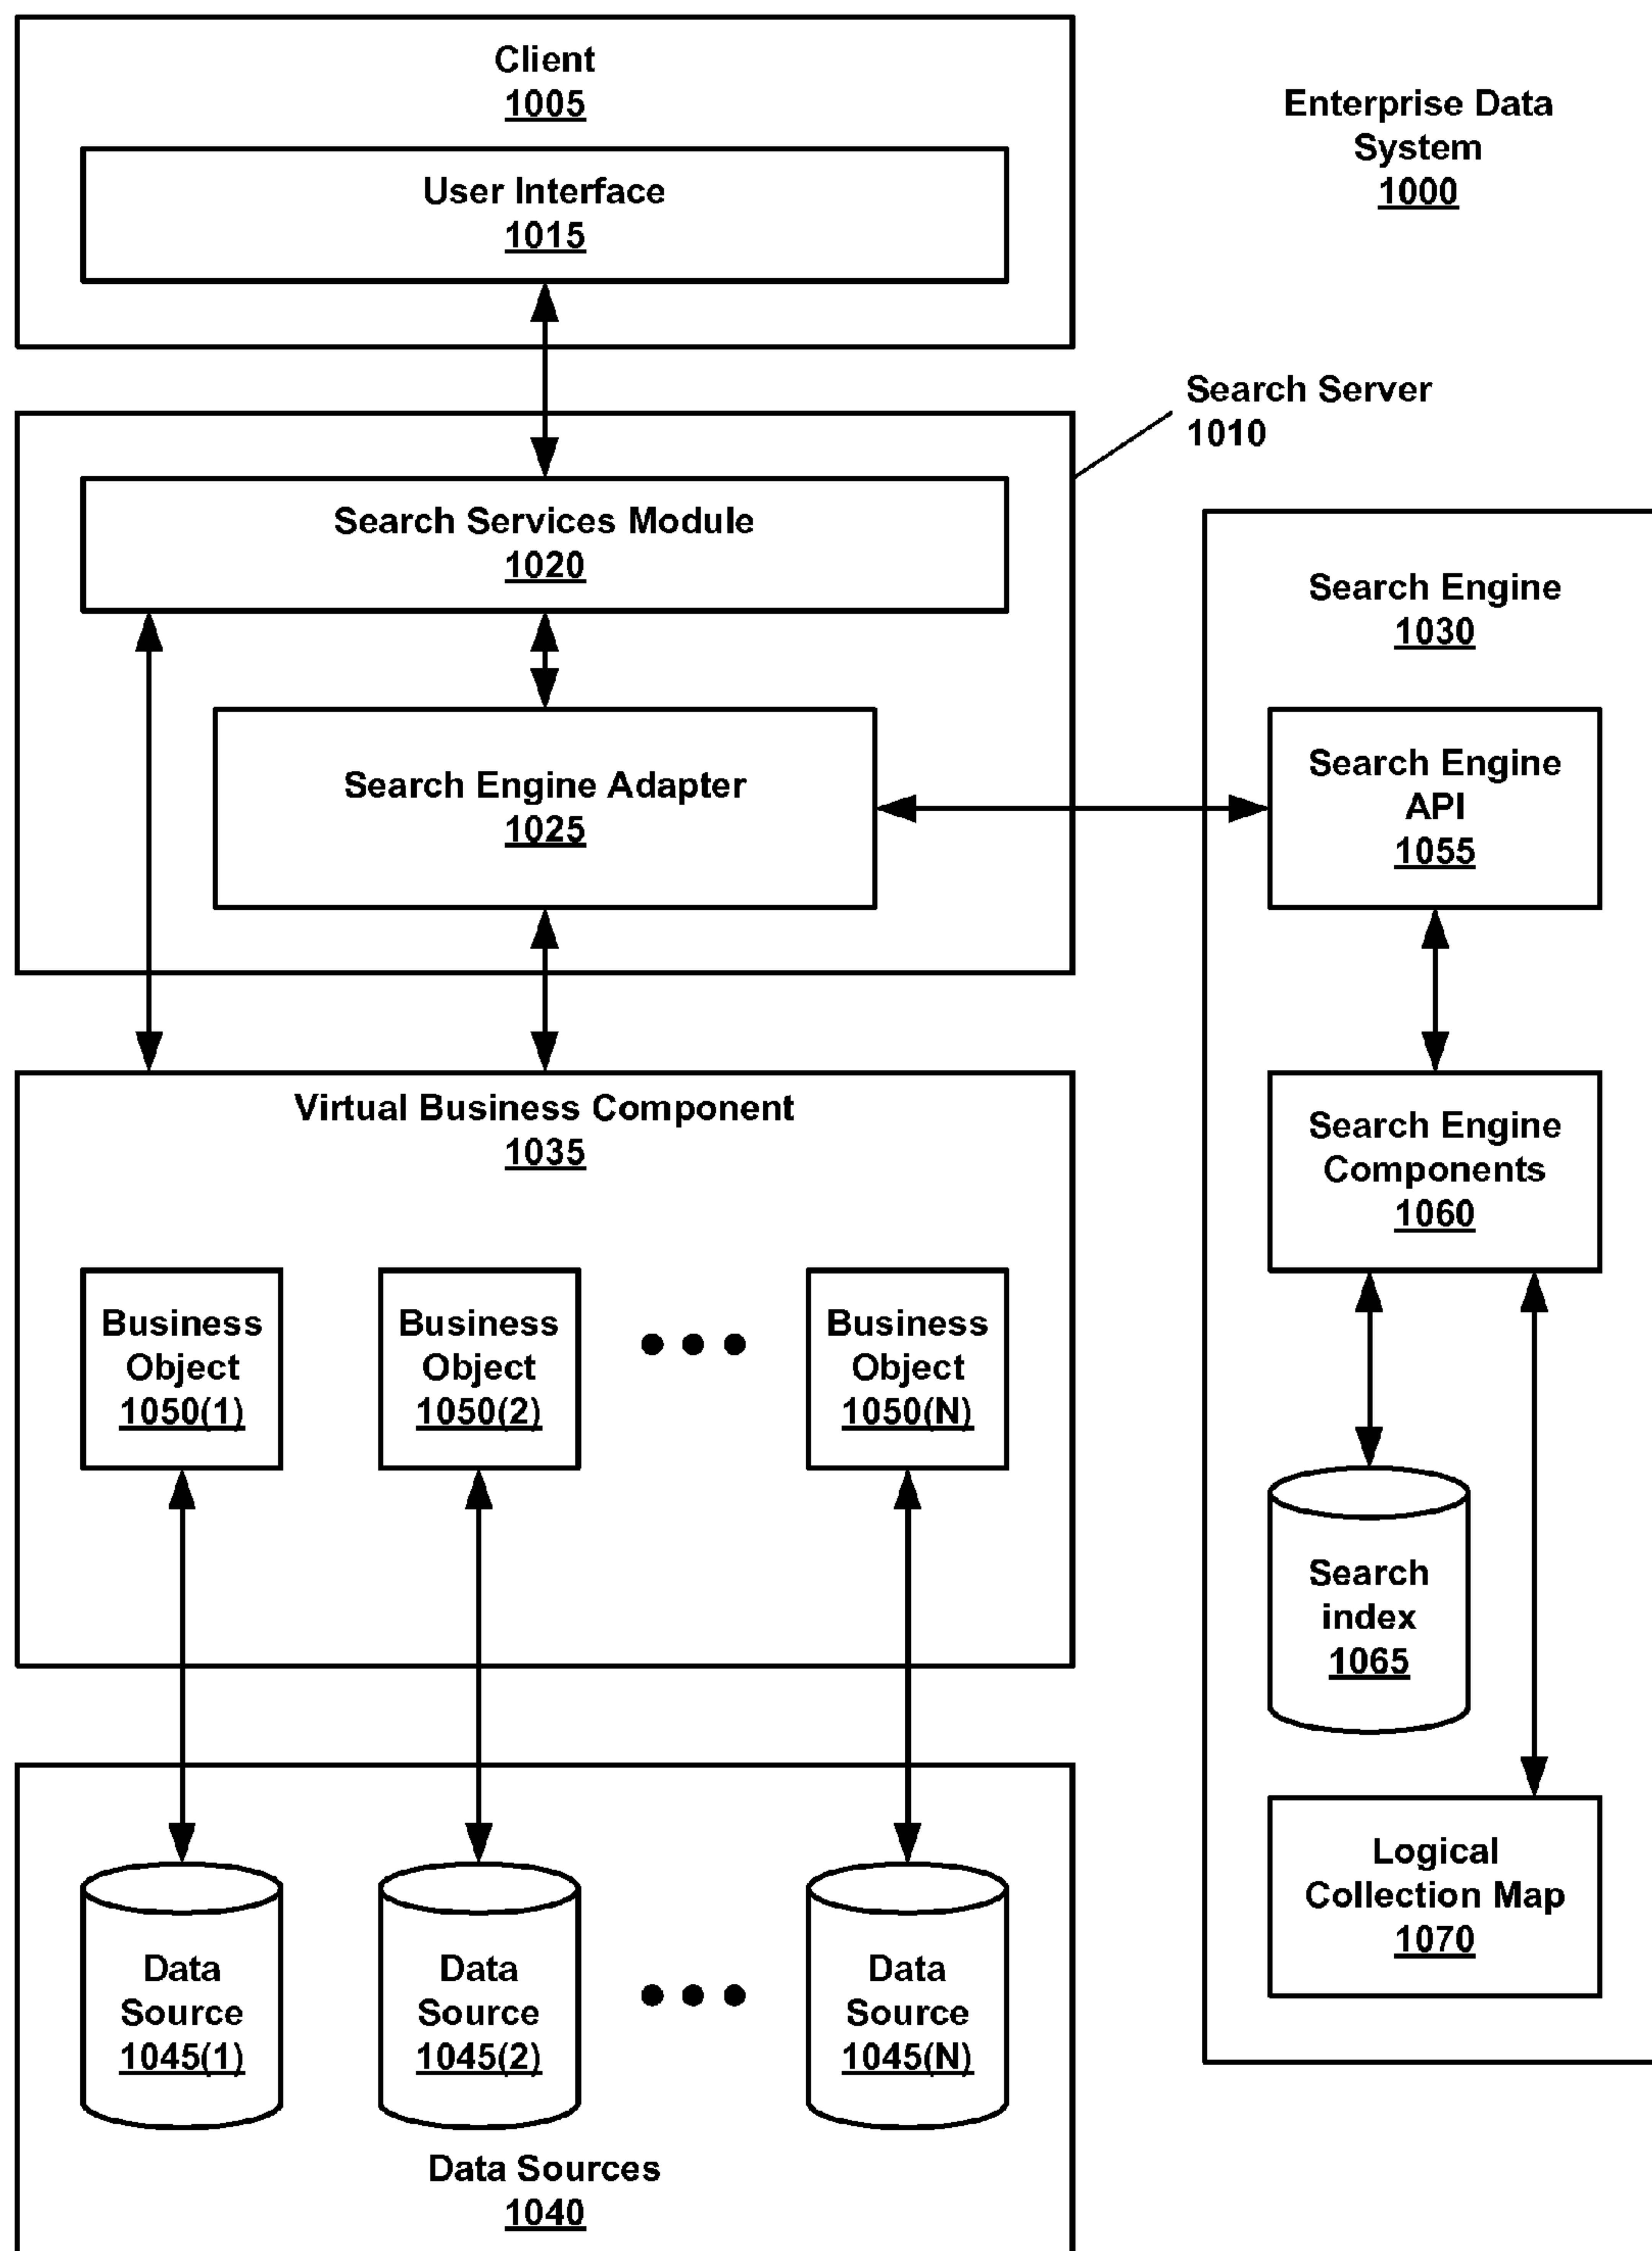 Client
1005
User Interface
1015
Enterprise Data
System
1000
Search Server
1010
Search Services Module
1020
Search Engine Adapter
1025
Search Engine
1030
Search Engine
API
1055
Search Engine
Components
1060
Search
index
1065
Logical
Collection Map
1070
Virtual Business Component
1035
Business
Object
1050(1)
Business
Object
1050(2)
Business
Object
1050(N)
Data
Source
1045(1)
Data
Source
1045(2)
Data
Source
1045(N)
Data Sources
1040